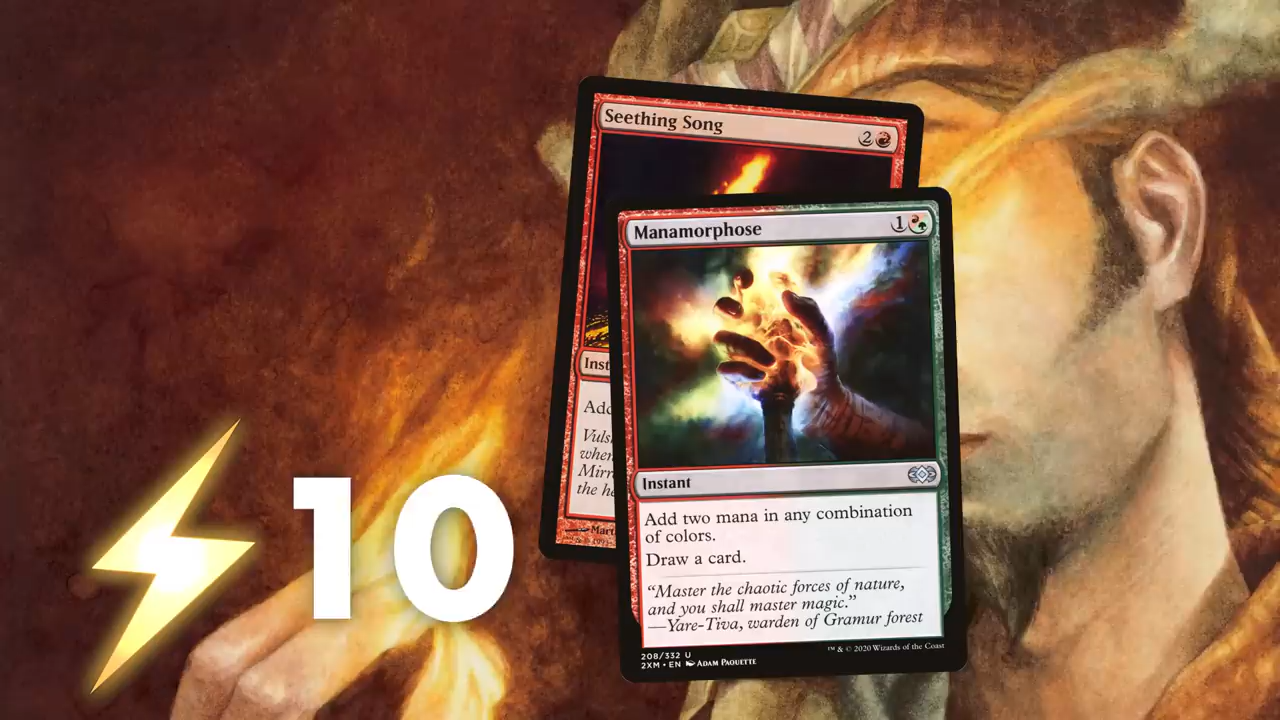 Seething Song
2
Manamorphose
1
Add two mana in any combination
of colors.
Draw a card.
Instant
“Master the chaotic forces of nature,
and you shall master magic.”
—Yare-Tiva, warden of Gramur forest
208/332 U
2XM • EN Adam Paquette
™ & © 2020 Wizards of the Coast
10